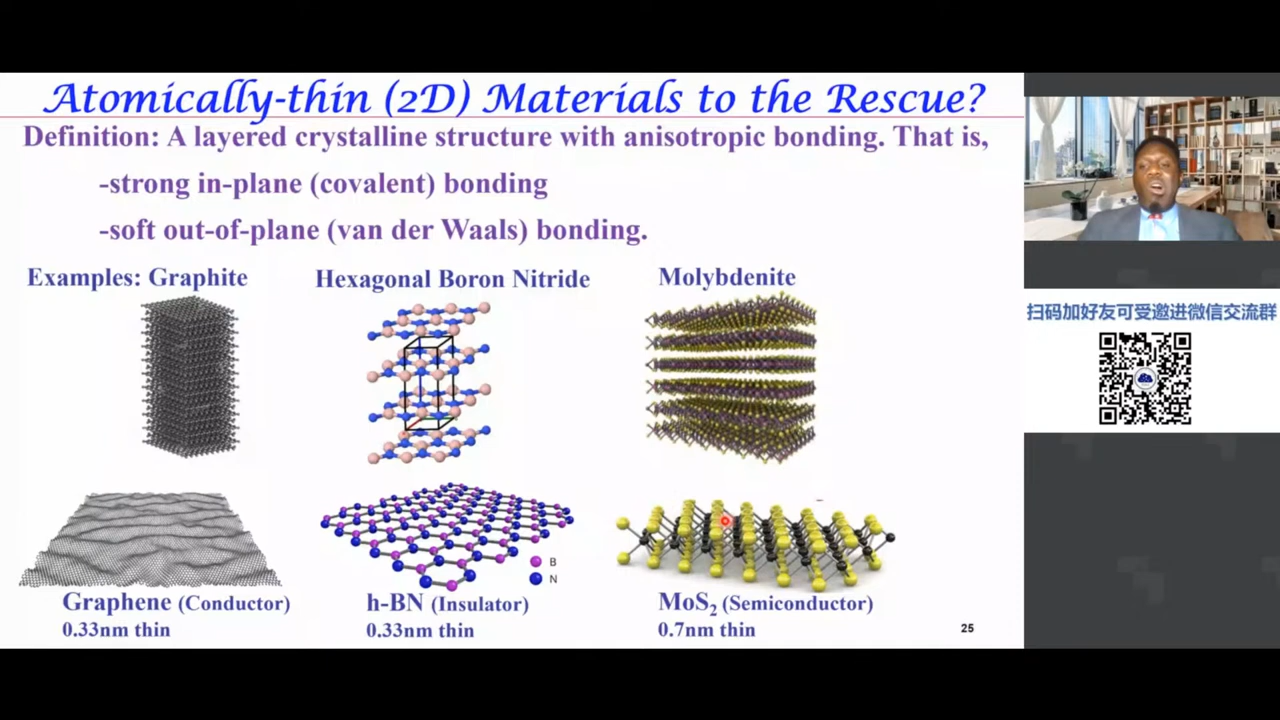 Atomically-thin (2D) Materials to the Rescue?
Definition: A layered crystalline structure with anisotropic bonding. That is,
-strong in-plane (covalent) bonding
-soft out-of-plane (van der Waals) bonding.
Examples: Graphite
Hexagonal Boron Nitride
Molybdenite
B
N
Graphene (Conductor)
0.33nm thin
h-BN (Insulator)
0.33nm thin
MoS2 (Semiconductor)
0.7nm thin
25
扫码加好友可受邀进微信交流群